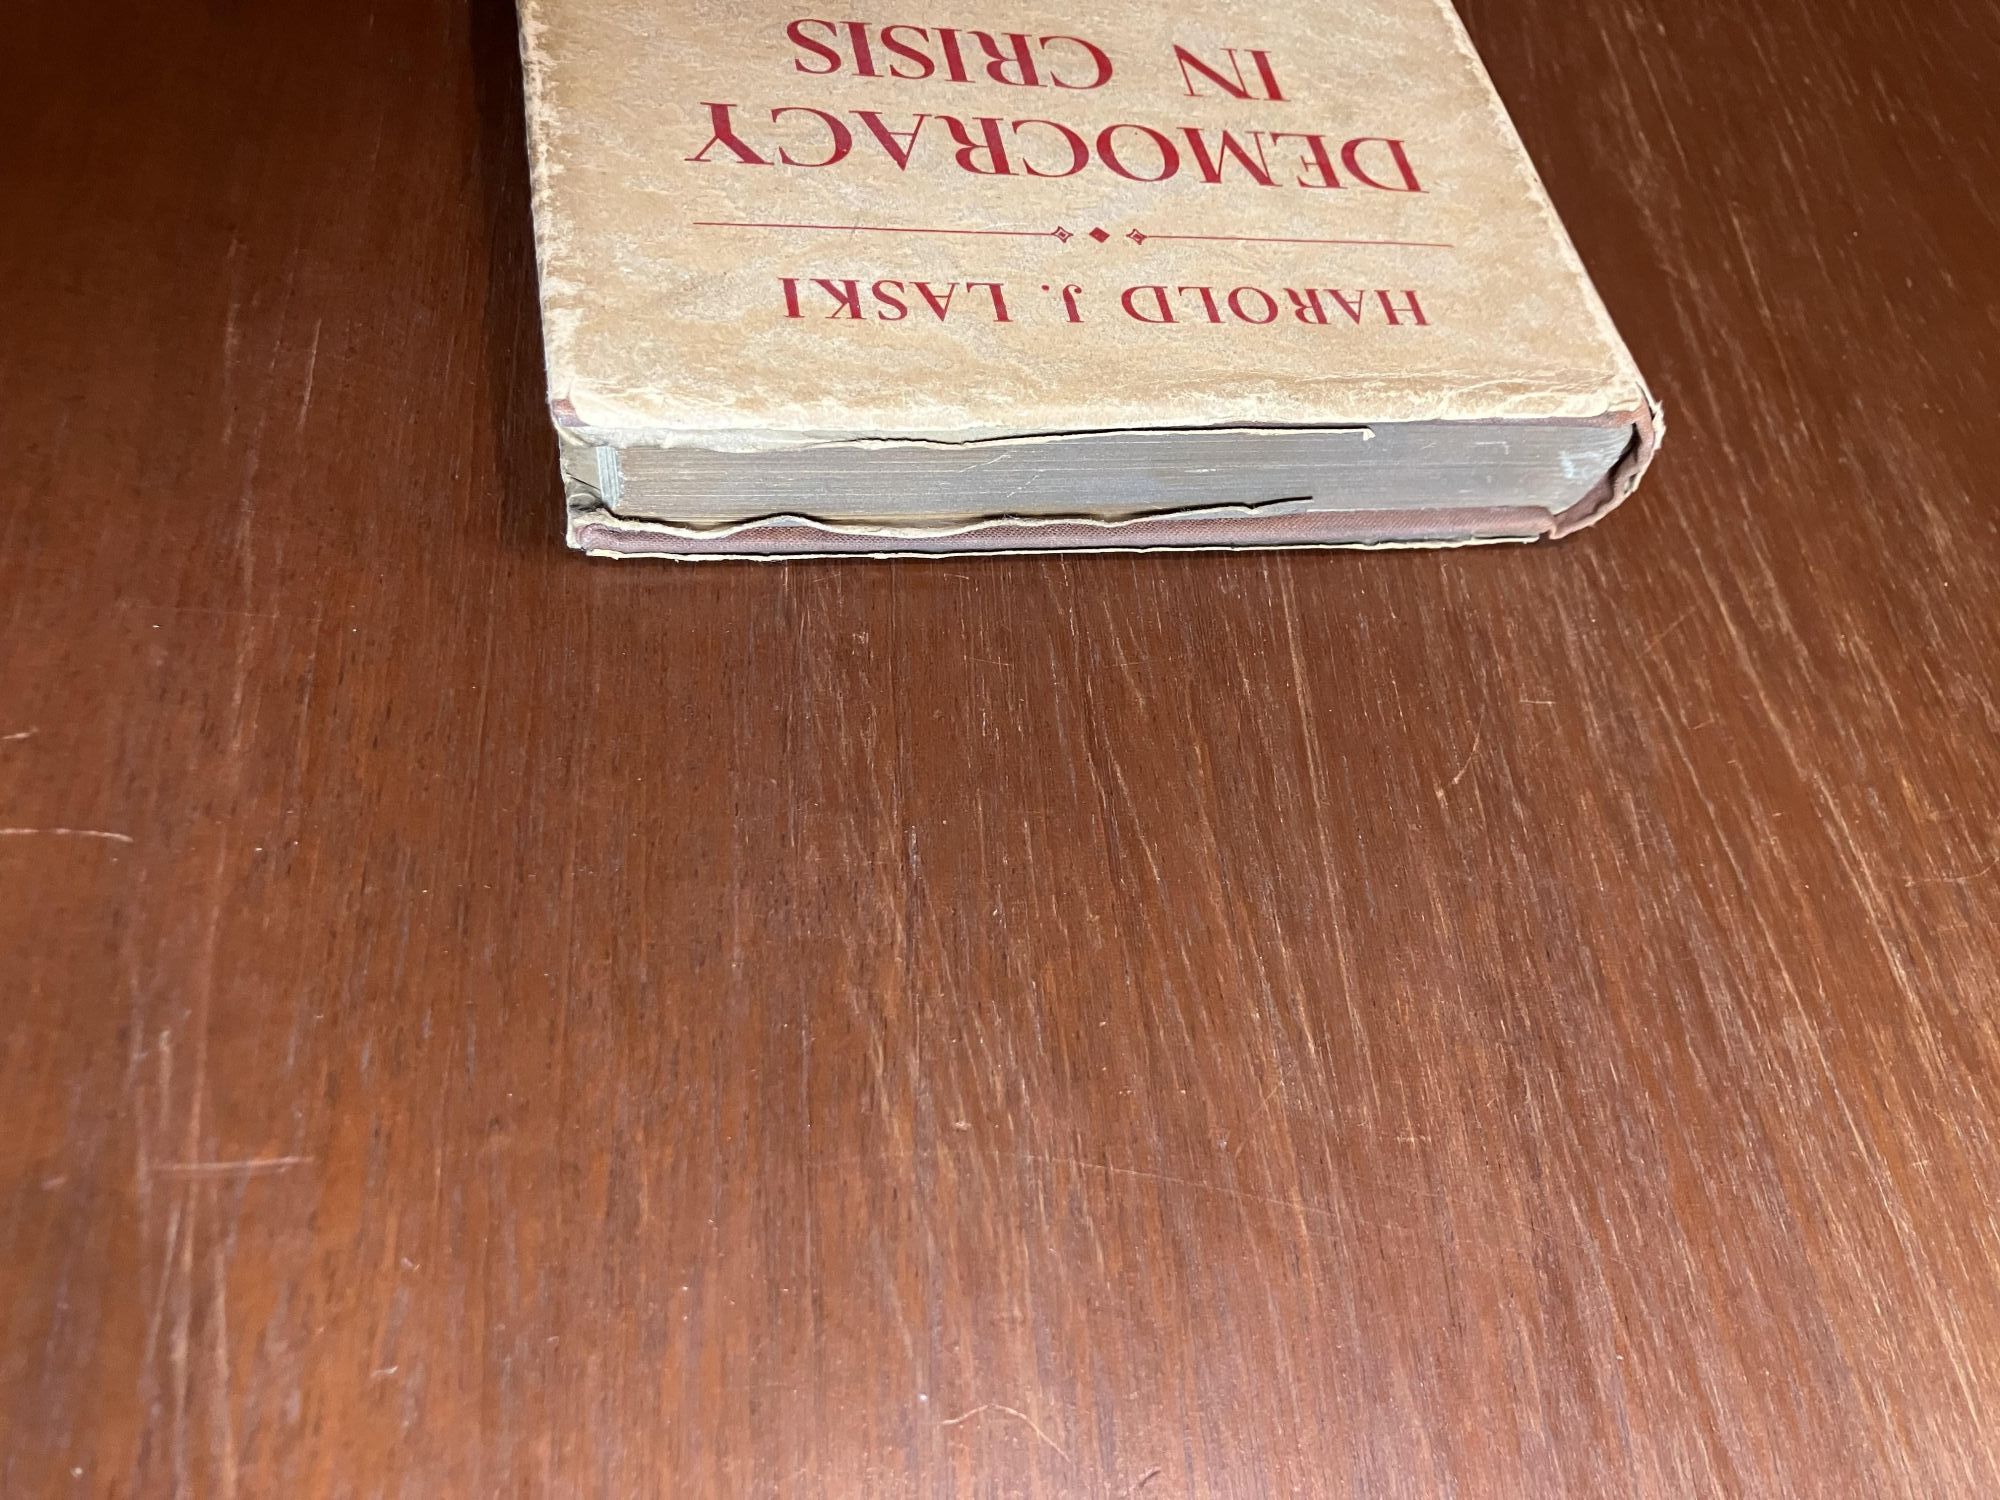 HAROLD J. LASKI
DEMOCRACY
IN CRISIS